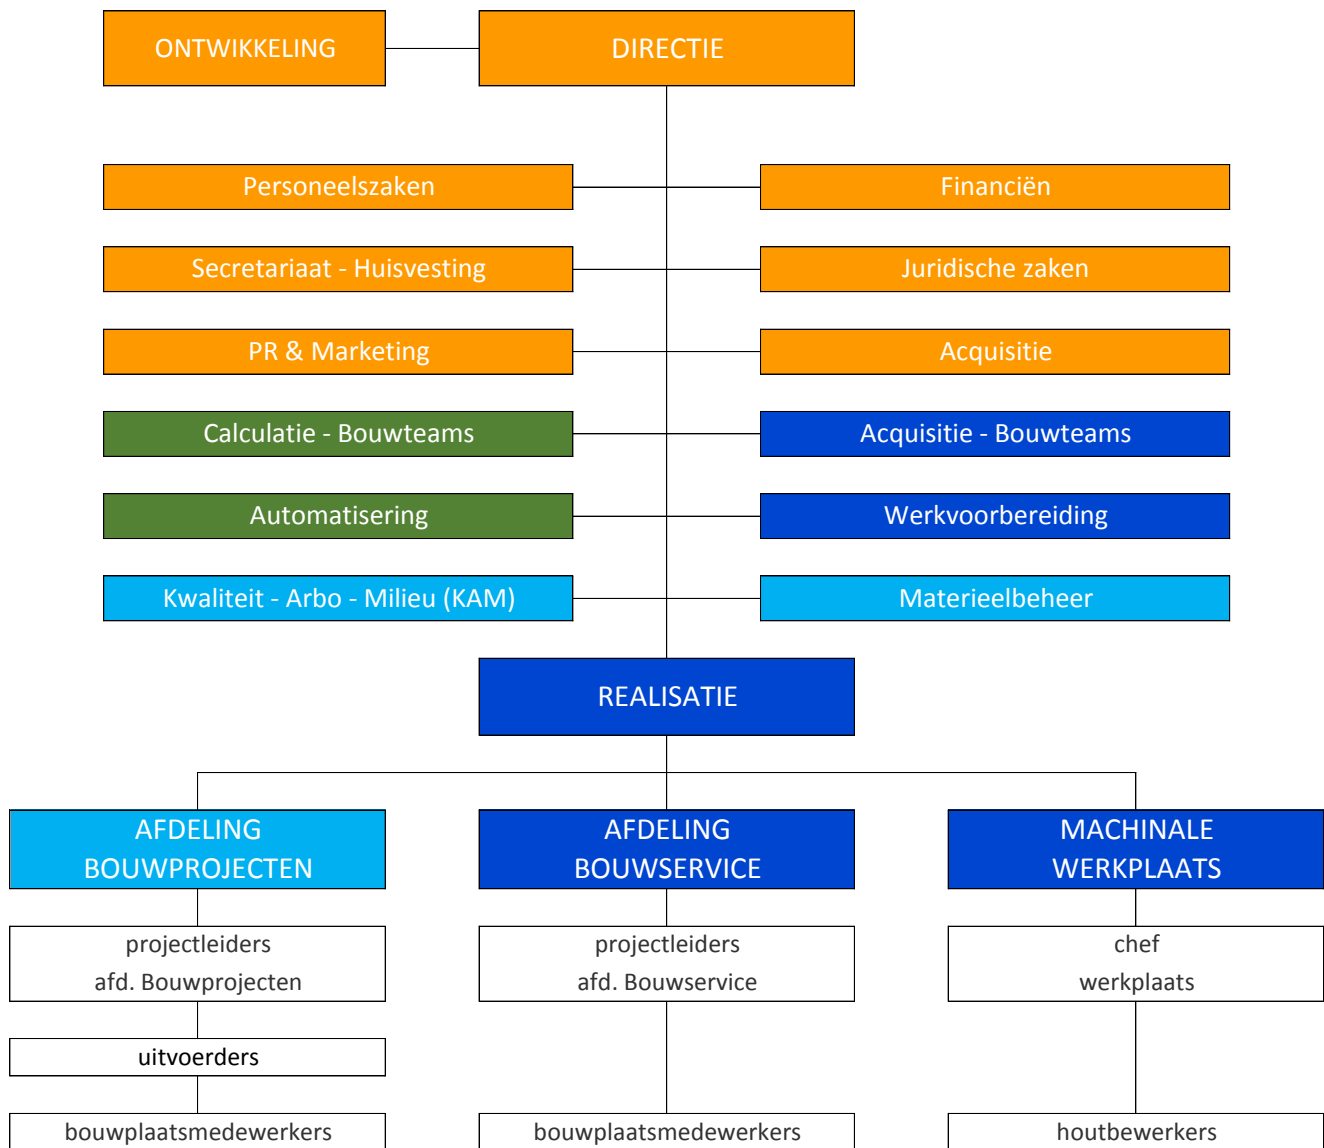 ONTWIKKELING
DIRECTIE
Personeelszaken
Financiën
Secretariaat - Huisvesting
Juridische zaken
PR & Marketing
Acquisitie
Calculatie - Bouwteams
Acquisitie - Bouwteams
Automatisering
Werkvoorbereiding
Kwaliteit - Arbo - Milieu (KAM)
Materieelbeheer
REALISATIE
AFDELING
BOUWPROJECTEN
AFDELING
BOUWSERVICE
MACHINALE
WERKPLAATS
projectleiders
afd. Bouwprojecten
projectleiders
afd. Bouwservice
chef
werkplaats
uitvoerders
bouwplaatsmedewerkers
bouwplaatsmedewerkers
houtbewerkers